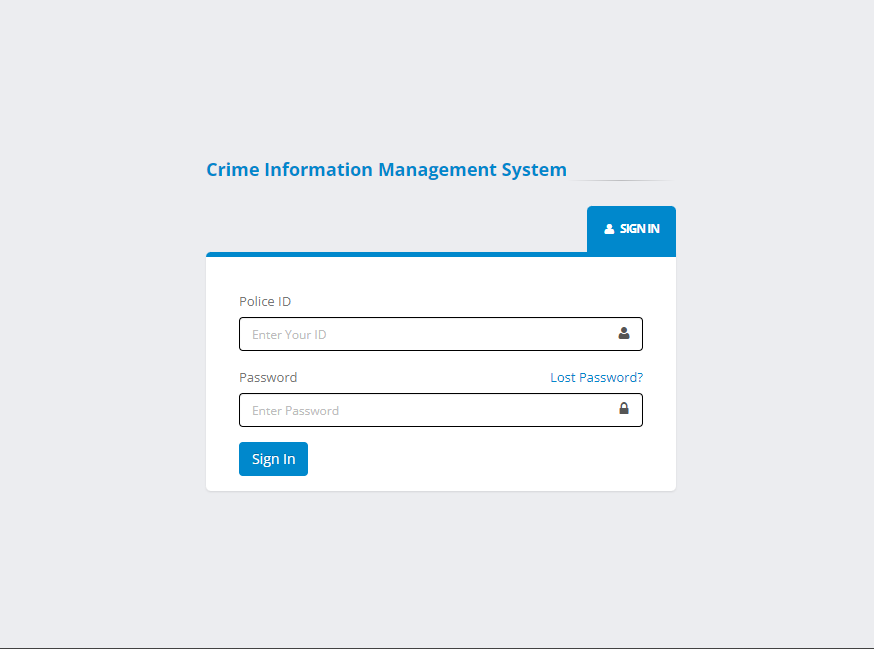 Crime Information Management System
SIGN IN
Police ID
Enter Your ID
Password Lost Password?
Enter Password
Sign In